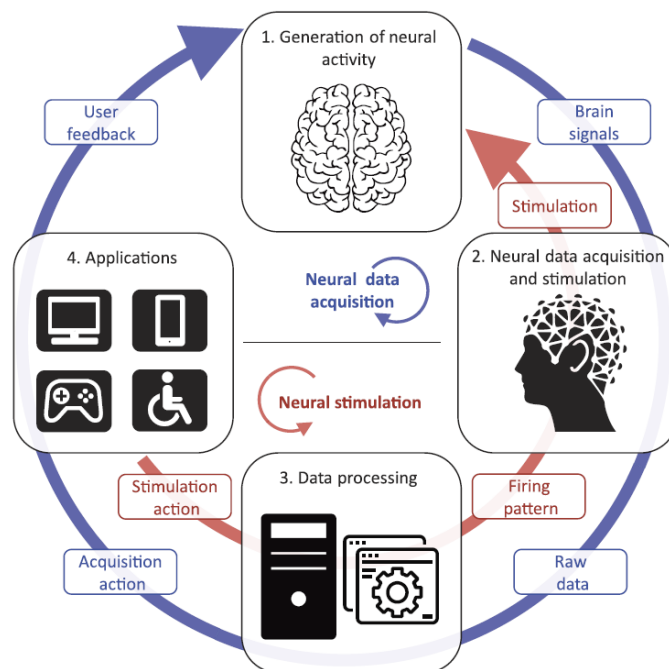 1. Generation of neural
activity
User
feedback
Brain
signals
Stimulation
4. Applications
2. Neural data acquisition
and stimulation
Neural data
acquisition
Neural stimulation
Stimulation
action
3. Data processing
Firing
pattern
Acquisition
action
Raw
data